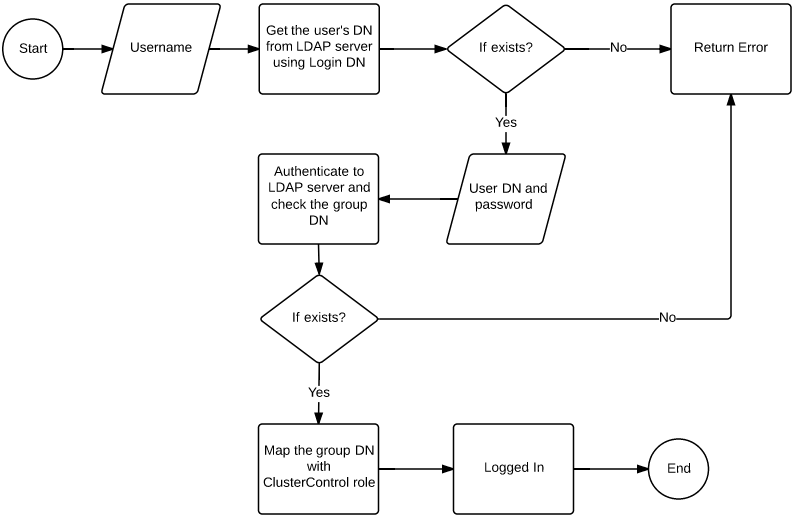 Start
Username
Get the user's DN
from LDAP server
using Login DN
If exists?
No
Return Error
Yes
User DN and
password
Authenticate to
LDAP server and
check the group
DN
If exists?
No
Yes
Map the group DN
with
ClusterControl role
Logged In
End